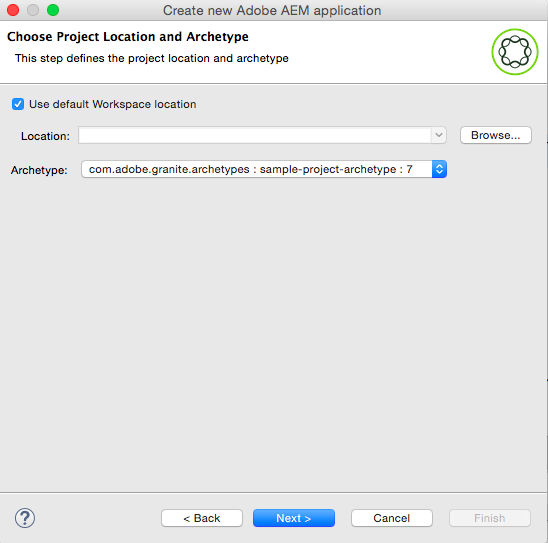 Create new Adobe AEM application
Choose Project Location and Archetype
This step defines the project location and archetype
Use default Workspace location
Location:
Browse...
Archetype: com.adobe.granite.archetypes : sample-project-archetype : 7
?
< Back Next > Cancel Finish